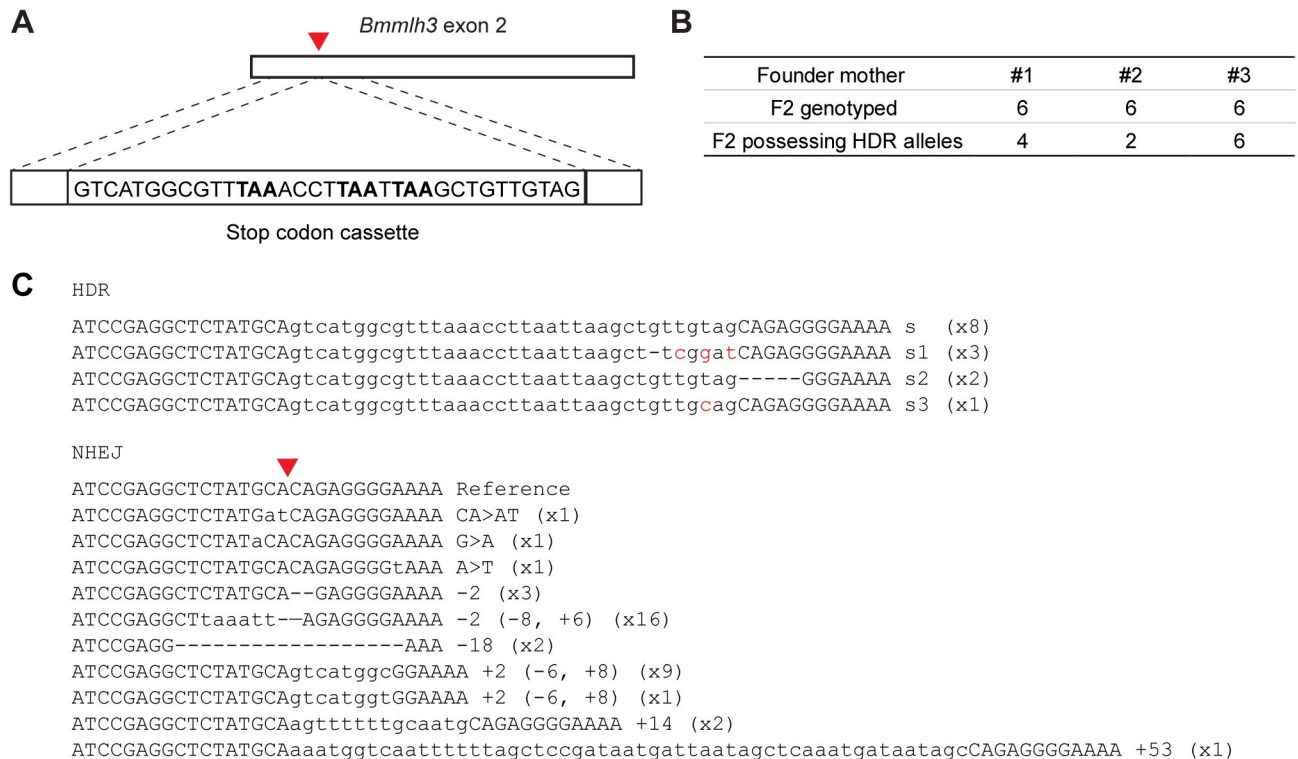 A
Bmmlh3 exon 2
GTCATGGCGTTTAAACCTTAATTAAGCTGTTGTAG
Stop codon cassette
B
Founder mother #1 #2 #3
F2 genotyped 6 6 6
F2 possessing HDR alleles 4 2 6
C
HDR
ATCCGAGGCTCTATGCAgtcatggcgtttaaaccttaattaagctgttgtagCAGAGGGGAAAA s (x8)
ATCCGAGGCTCTATGCAgtcatggcgtttaaaccttaattaagct-tcggatCAGAGGGGAAAA s1 (x3)
ATCCGAGGCTCTATGCAgtcatggcgtttaaaccttaattaagctgttgtag-----GGGAAAA s2 (x2)
ATCCGAGGCTCTATGCAgtcatggcgtttaaaccttaattaagctgttgcagCAGAGGGGAAAA s3 (x1)
NHEJ
ATCCGAGGCTCTATGCACAGAGGGGAAAA Reference
ATCCGAGGCTCTATGatCAGAGGGGAAAA CA>AT (x1)
ATCCGAGGCTCTATaCACAGAGGGGAAAA G>A (x1)
ATCCGAGGCTCTATGCACAGAGGGGtAAA A>T (x1)
ATCCGAGGCTCTATGCA--GAGGGGAAAA -2 (x3)
ATCCGAGGCTtaaatt--AGAGGGGAAAA -2 (-8, +6) (x16)
ATCCGAGG------------------AAA -18 (x2)
ATCCGAGGCTCTATGCAgtcatggcGGAAAA +2 (-6, +8) (x9)
ATCCGAGGCTCTATGCAgtcatggtGGAAAA +2 (-6, +8) (x1)
ATCCGAGGCTCTATGCAagttttttgcaatgCAGAGGGGAAAA +14 (x2)
ATCCGAGGCTCTATGCAaaatggtcaattttttagctccgataatgattaatagctcaaatgataatagcCAGAGGGGAAAA +53 (x1)